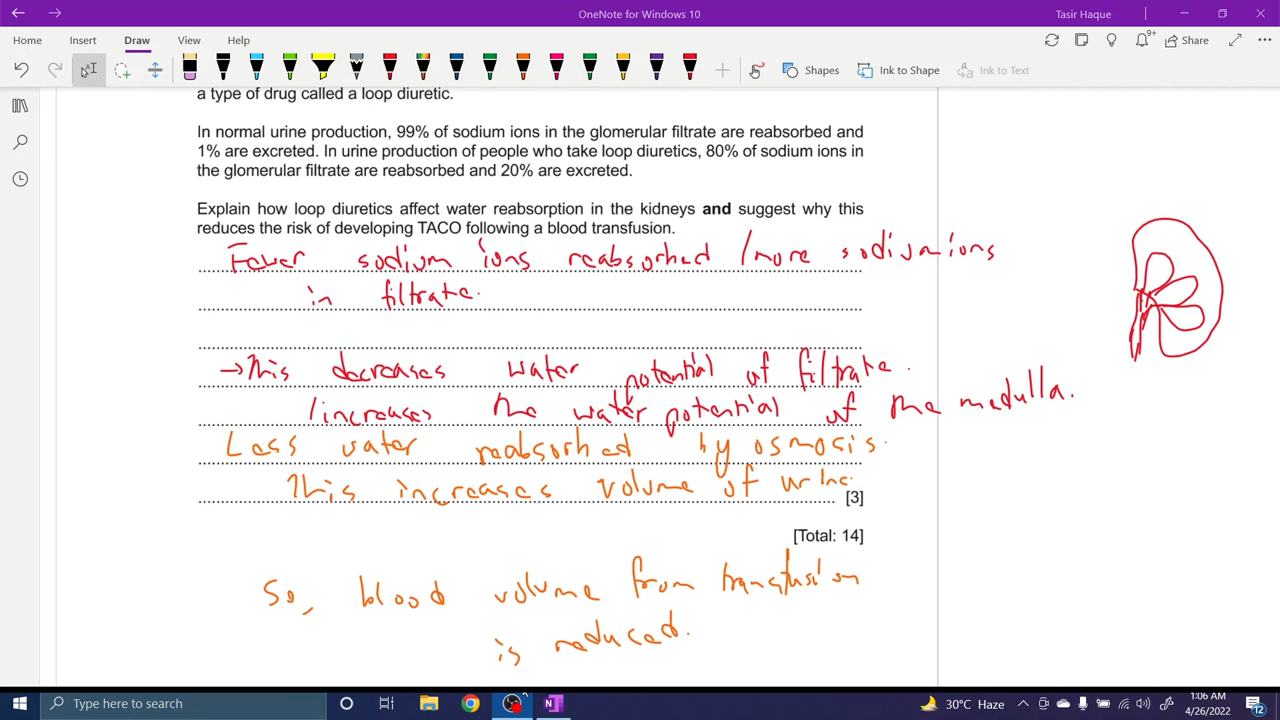 OneNote for Windows 10
Tasir Haque
Home Insert Draw View Help
9+
Share
Shapes
Ink to Shape
Ink to Text
a type of drug called a loop diuretic.
In normal urine production, 99% of sodium ions in the glomerular filtrate are reabsorbed and
1% are excreted. In urine production of people who take loop diuretics, 80% of sodium ions in
the glomerular filtrate are reabsorbed and 20% are excreted.
Explain how loop diuretics affect water reabsorption in the kidneys and suggest why this
reduces the risk of developing TACO following a blood transfusion.
Fewer sodium ions reabsorbed /more sodium ions
in filtrate.
→This decreases water potential of filtrate.
/increases the water potential of the medulla.
Less water reabsorbed by osmosis.
This increases volume of urine.
[3]
[Total: 14]
So, blood volume from transfusion
is reduced.
Type here to search
30°C Haze
1:06 AM
4/26/2022
12